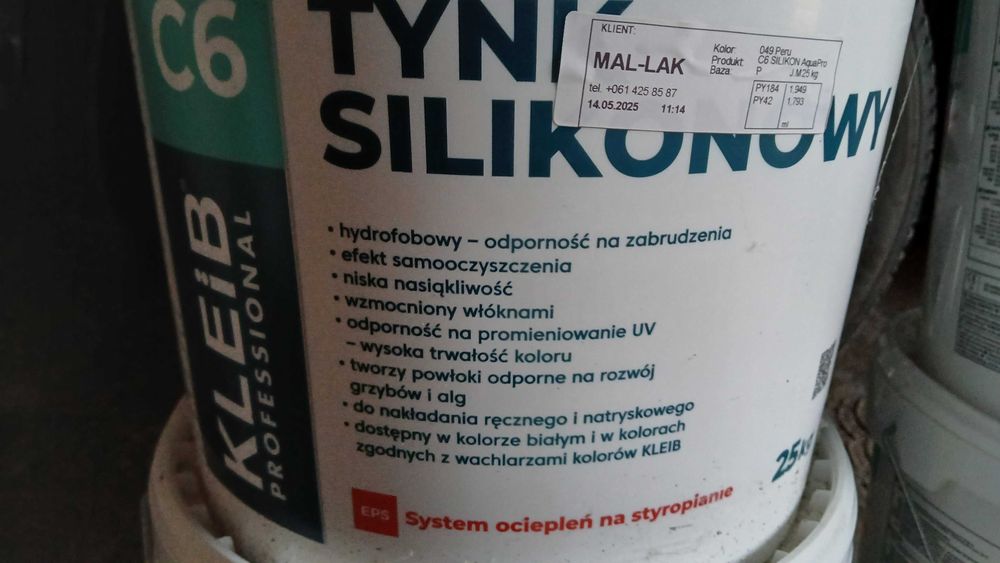 C6
KLEIB
PROFESSIONAL
TYNK
SILIKONOWY
KLIENT:
MAL-LAK
tel. +061 425 85 87
14.05.2025 11:14
Kolor: 049 Peru
Produkt: C6 SILIKON AquaPro
Baza: P J.M25 kg
PY184 1,949
PY42 1,793
ml
• hydrofobowy – odporność na zabrudzenia
• efekt samooczyszczenia
• niska nasiąkliwość
• wzmocniony włóknami
• odporność na promieniowanie UV
– wysoka trwałość koloru
• tworzy powłoki odporne na rozwój
grzybów i alg
• do nakładania ręcznego i natryskowego
• dostępny w kolorze białym i w kolorach
zgodnych z wachlarzami kolorów KLEIB
25 kg
EPS System ociepleń na styropianie